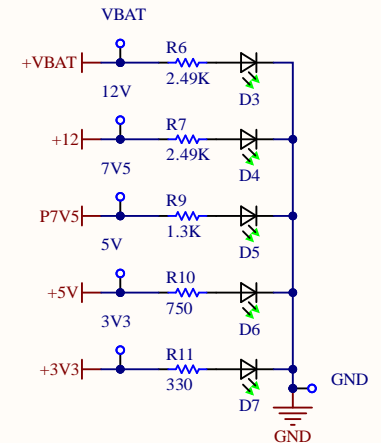 VBAT
+VBAT
R6
2.49K
D3
12V
+12
R7
2.49K
D4
7V5
P7V5
R9
1.3K
D5
5V
+5V
R10
750
D6
3V3
+3V3
R11
330
D7
GND
GND